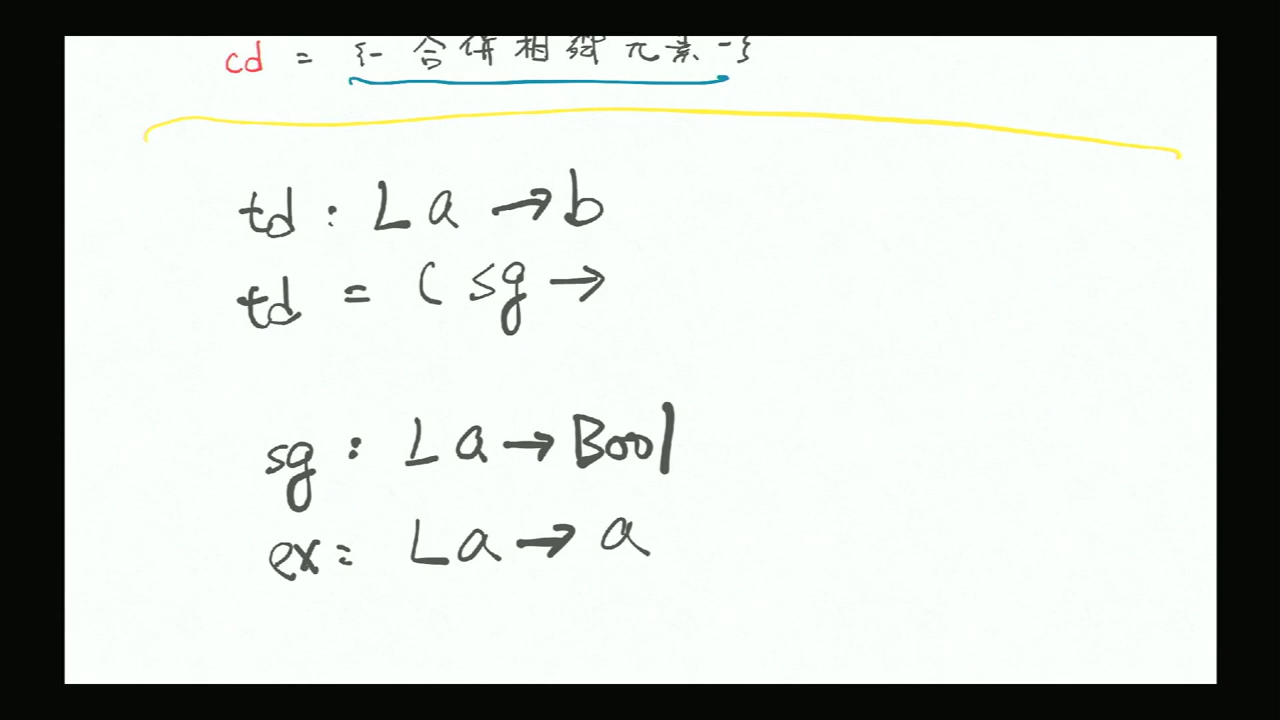 cd = {- 合併相鄰元素 -}
td : L a → b
td = ( sg →
sg : L a → Bool
ex = L a → a